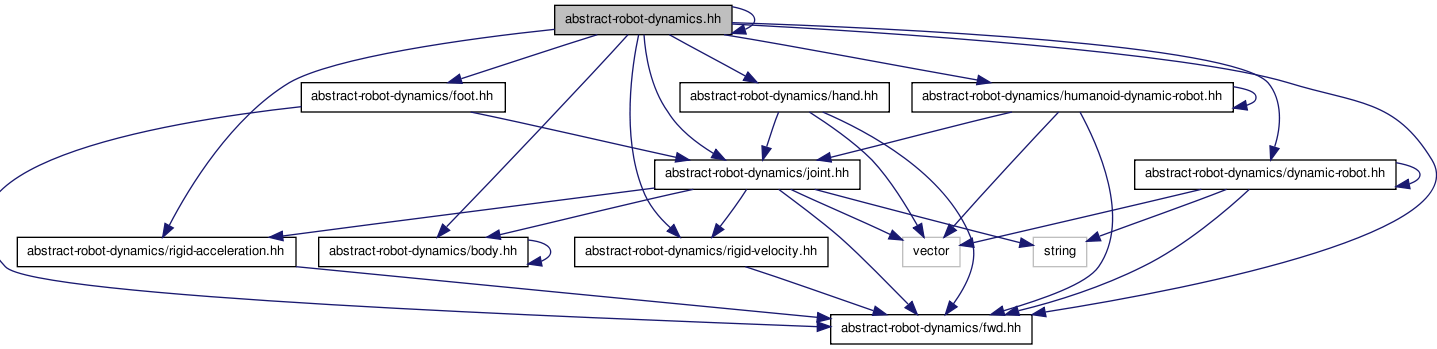 abstract-robot-dynamics.hh
abstract-robot-dynamics/foot.hh
abstract-robot-dynamics/hand.hh
abstract-robot-dynamics/humanoid-dynamic-robot.hh
abstract-robot-dynamics/joint.hh
abstract-robot-dynamics/dynamic-robot.hh
abstract-robot-dynamics/rigid-acceleration.hh
abstract-robot-dynamics/body.hh
abstract-robot-dynamics/rigid-velocity.hh
vector
string
abstract-robot-dynamics/fwd.hh